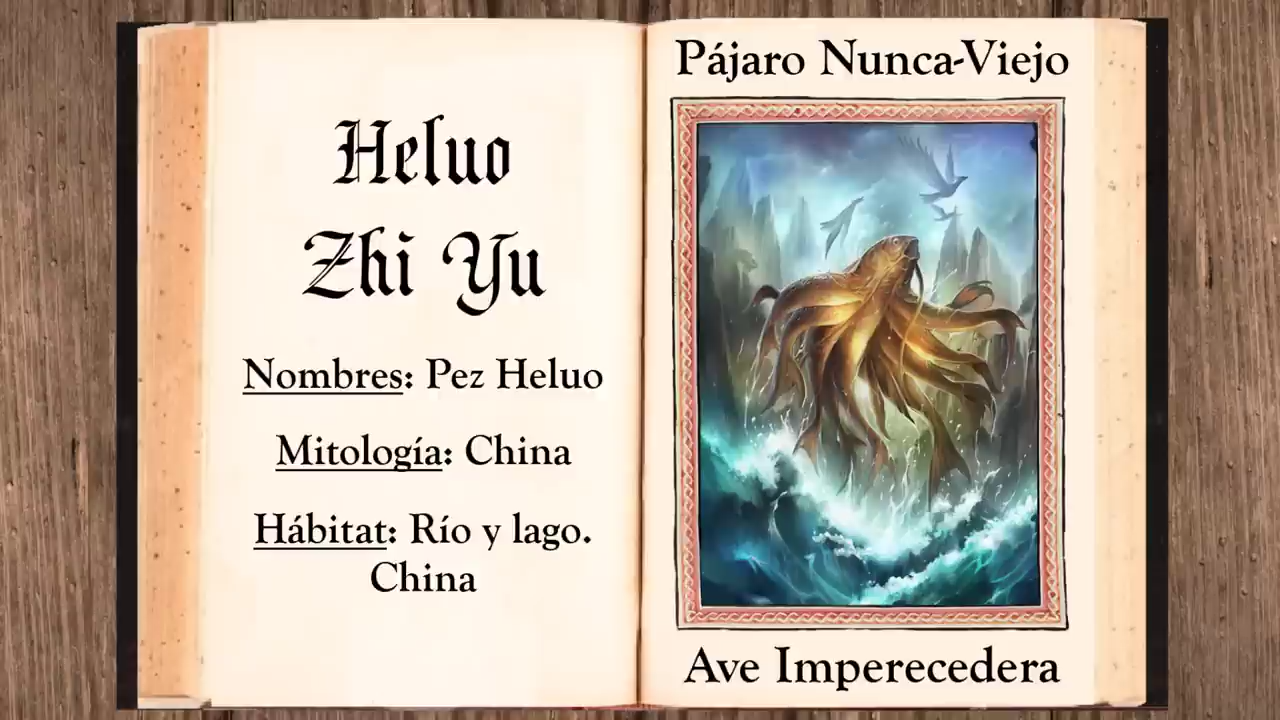 Heluo
Zhi Yu
Nombres: Pez Heluo
Mitología: China
Hábitat: Río y lago.
China
Pájaro Nunca-Viejo
Ave Imperecedera